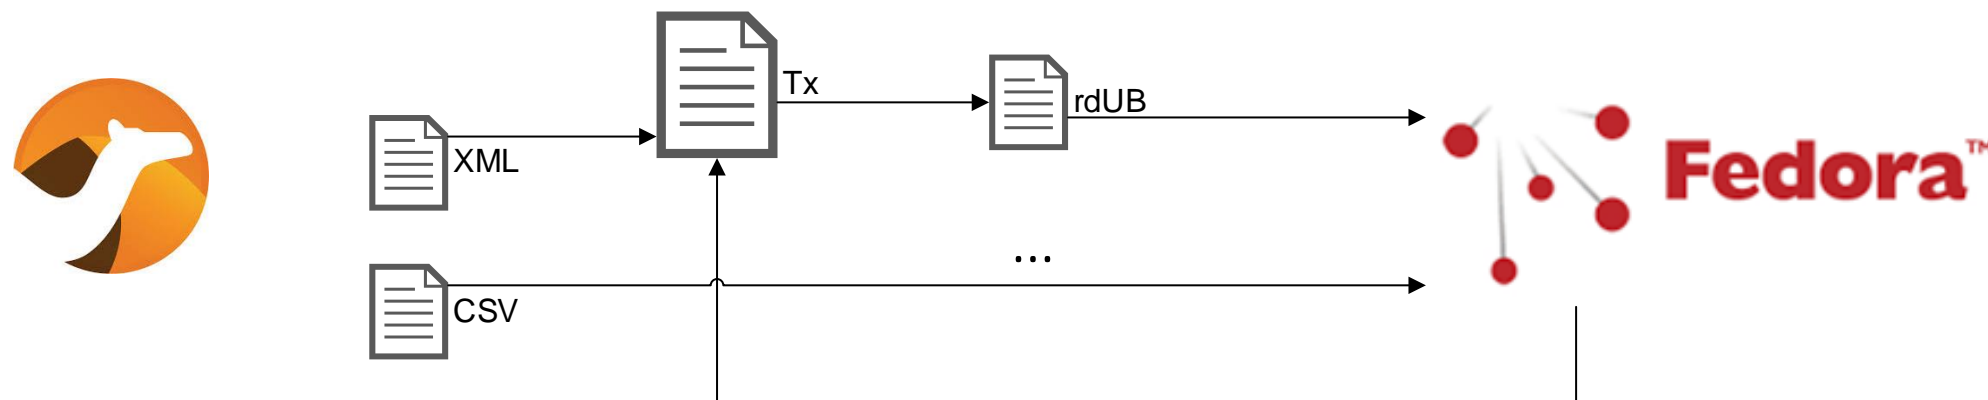 Tx
rdUB
XML
Fedora™
...
CSV